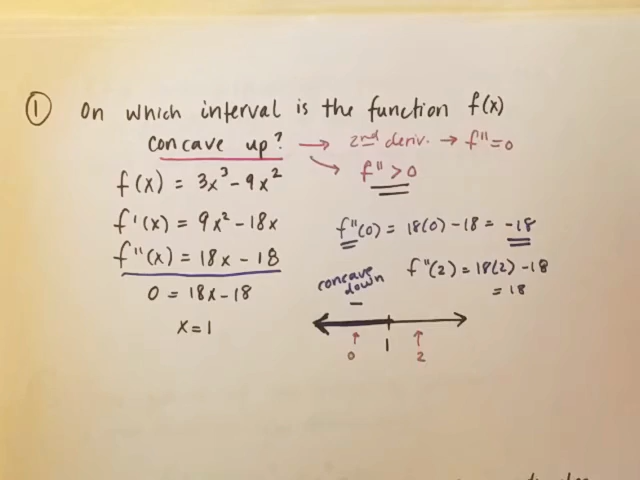 ① On which interval is the function f(x)
concave up? → 2nd deriv. → f''=0
→ f'' > 0
f(x) = 3x³ - 9x²
f'(x) = 9x² - 18x
f''(x) = 18x - 18
0 = 18x - 18
x = 1
f''(0) = 18(0) - 18 = -18
f''(2) = 18(2) - 18
= 18
concave
down
−
0 1 2